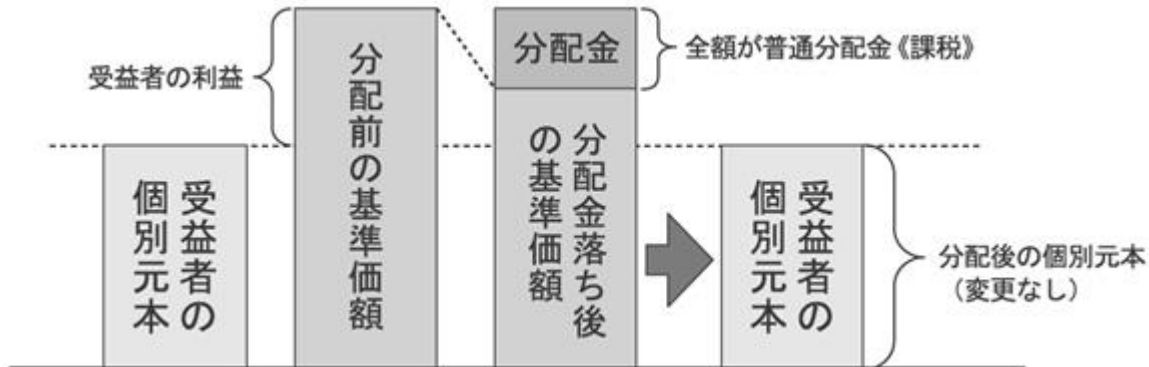 受益者の利益
受益者の
個別元本
分配前の基準価額
分配金
全額が普通分配金《課税》
分配金落ち後
の基準価額
受益者の
個別元本
分配後の個別元本
（変更なし）